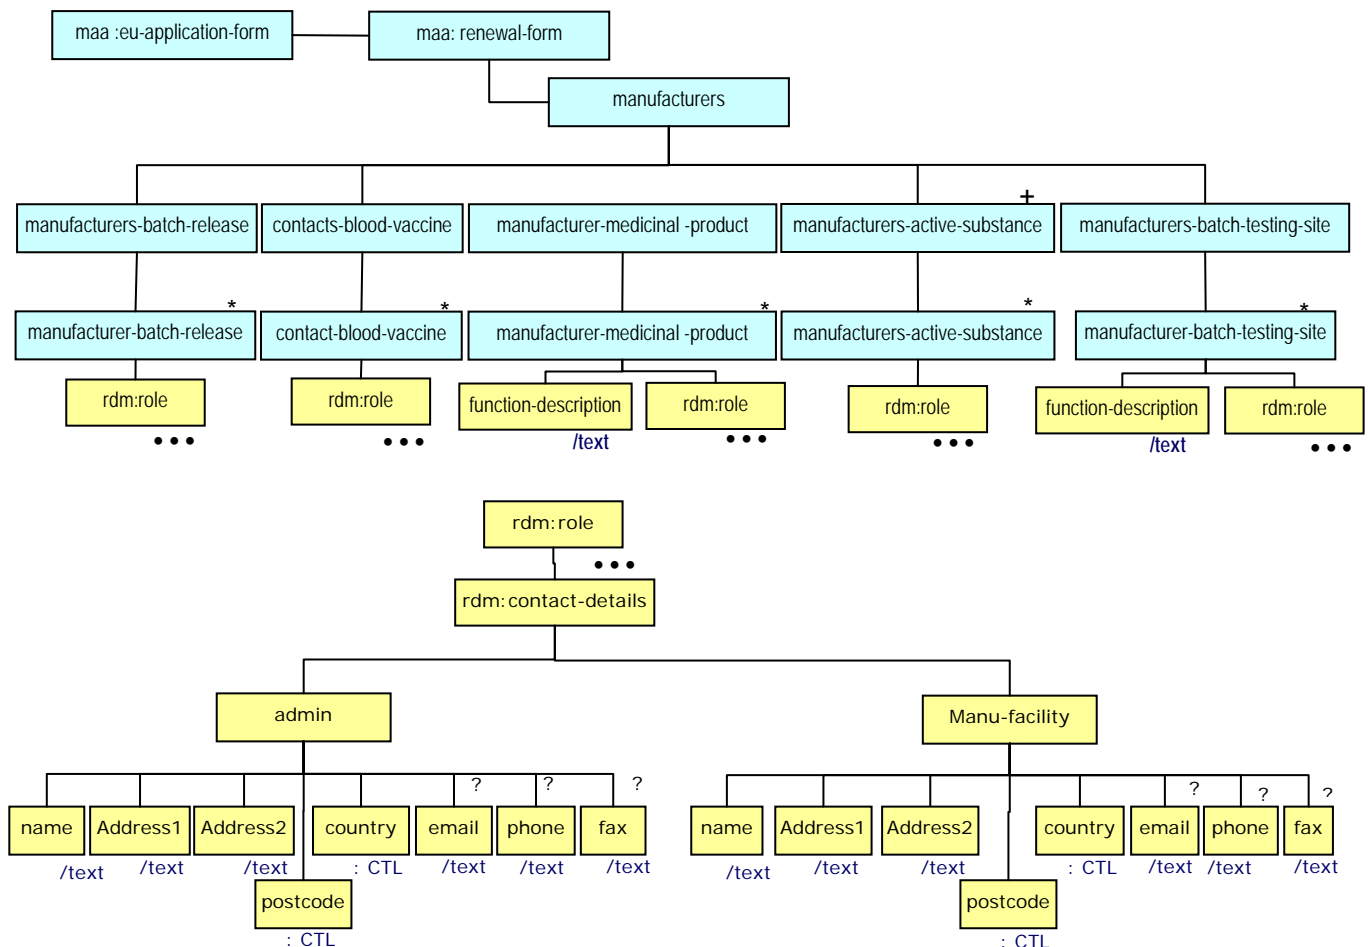 maa :eu-application-form
maa: renewal-form
manufacturers
+
manufacturers-batch-release
contacts-blood-vaccine
manufacturer-medicinal -product
manufacturers-active-substance
manufacturers-batch-testing-site
* * * * *
manufacturer-batch-release
contact-blood-vaccine
manufacturer-medicinal -product
manufacturers-active-substance
manufacturer-batch-testing-site
rdm:role
rdm:role
function-description
rdm:role
rdm:role
function-description
rdm:role
••• ••• /text ••• ••• /text •••
rdm:role
•••
rdm:contact-details
admin
Manu-facility
? ? ? ? ? ?
name
Address1
Address2
country
email
phone
fax
name
Address1
Address2
country
email
phone
fax
/text /text /text : CTL /text /text /text
/text /text /text : CTL /text /text /text
postcode
postcode
: CTL
: CTL